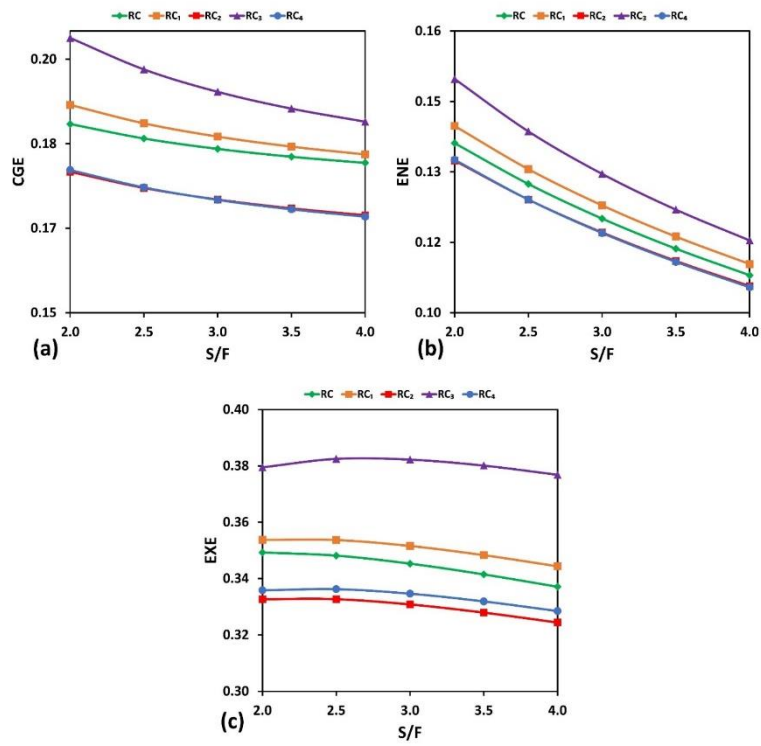 RC RC₁ RC₂ RC₃ RC₄
0.20
0.18
0.17
0.15
CGE
2.0 2.5 3.0 3.5 4.0
(a) S/F
RC RC₁ RC₂ RC₃ RC₄
0.16
0.15
0.13
0.12
0.10
ENE
2.0 2.5 3.0 3.5 4.0
(b) S/F
RC RC₁ RC₂ RC₃ RC₄
0.40
0.38
0.36
0.34
0.32
0.30
EXE
2.0 2.5 3.0 3.5 4.0
(c) S/F